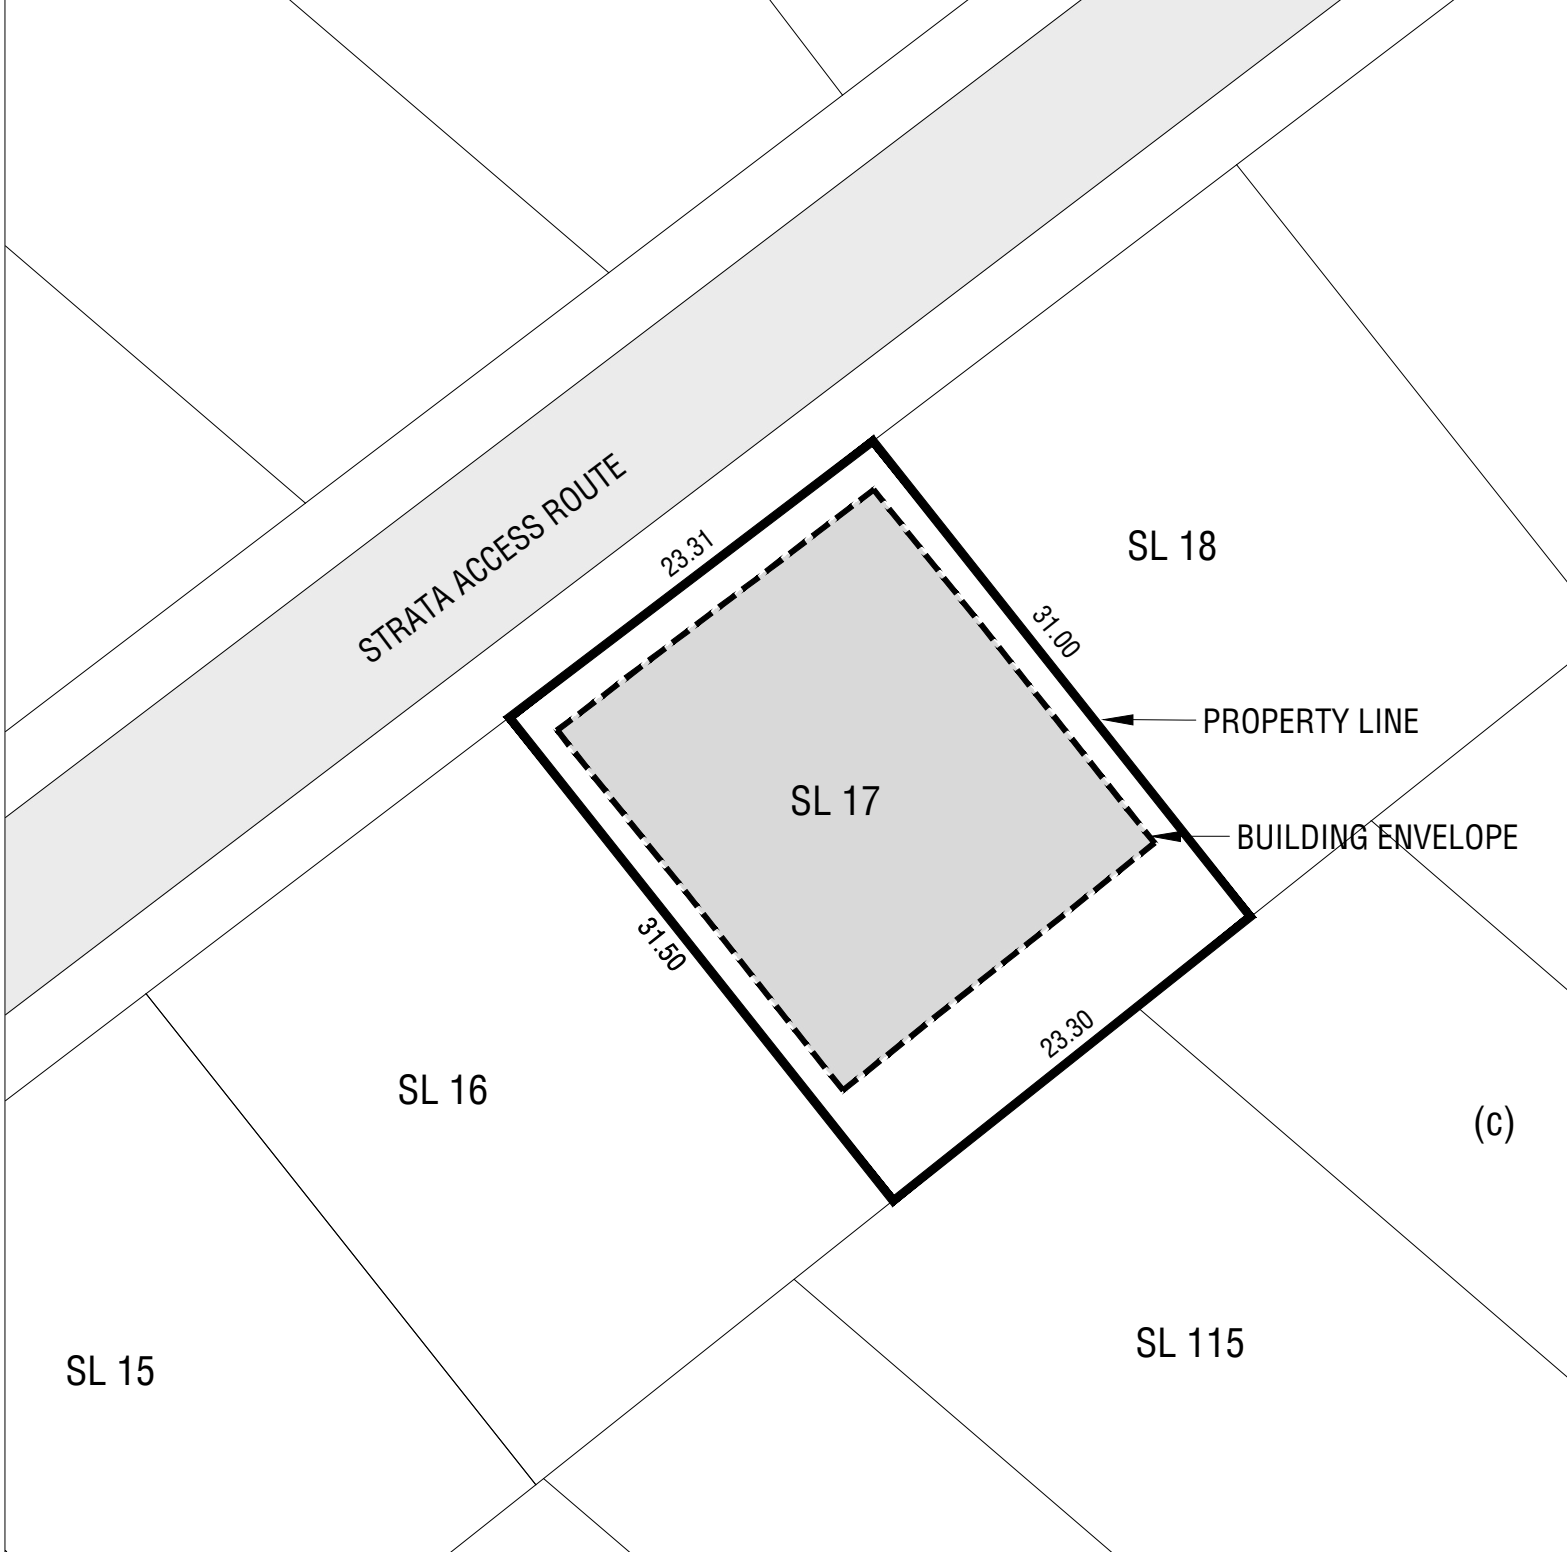 STRATA ACCESS ROUTE
23.31
SL 18
31.00
PROPERTY LINE
SL 17
BUILDING ENVELOPE
31.50
23.30
SL 16
(c)
SL 115
SL 15